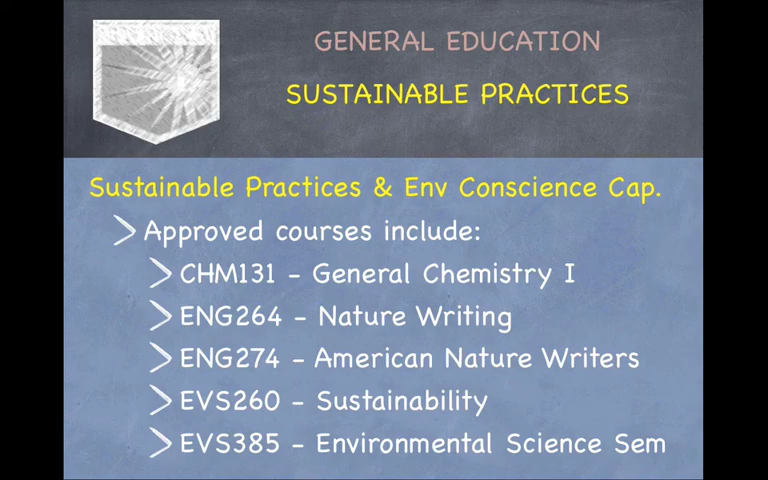 GENERAL EDUCATION
SUSTAINABLE PRACTICES
Sustainable Practices & Env Conscience Cap.
Approved courses include:
CHM131 - General Chemistry I
ENG264 - Nature Writing
ENG274 - American Nature Writers
EVS260 - Sustainability
EVS385 - Environmental Science Sem